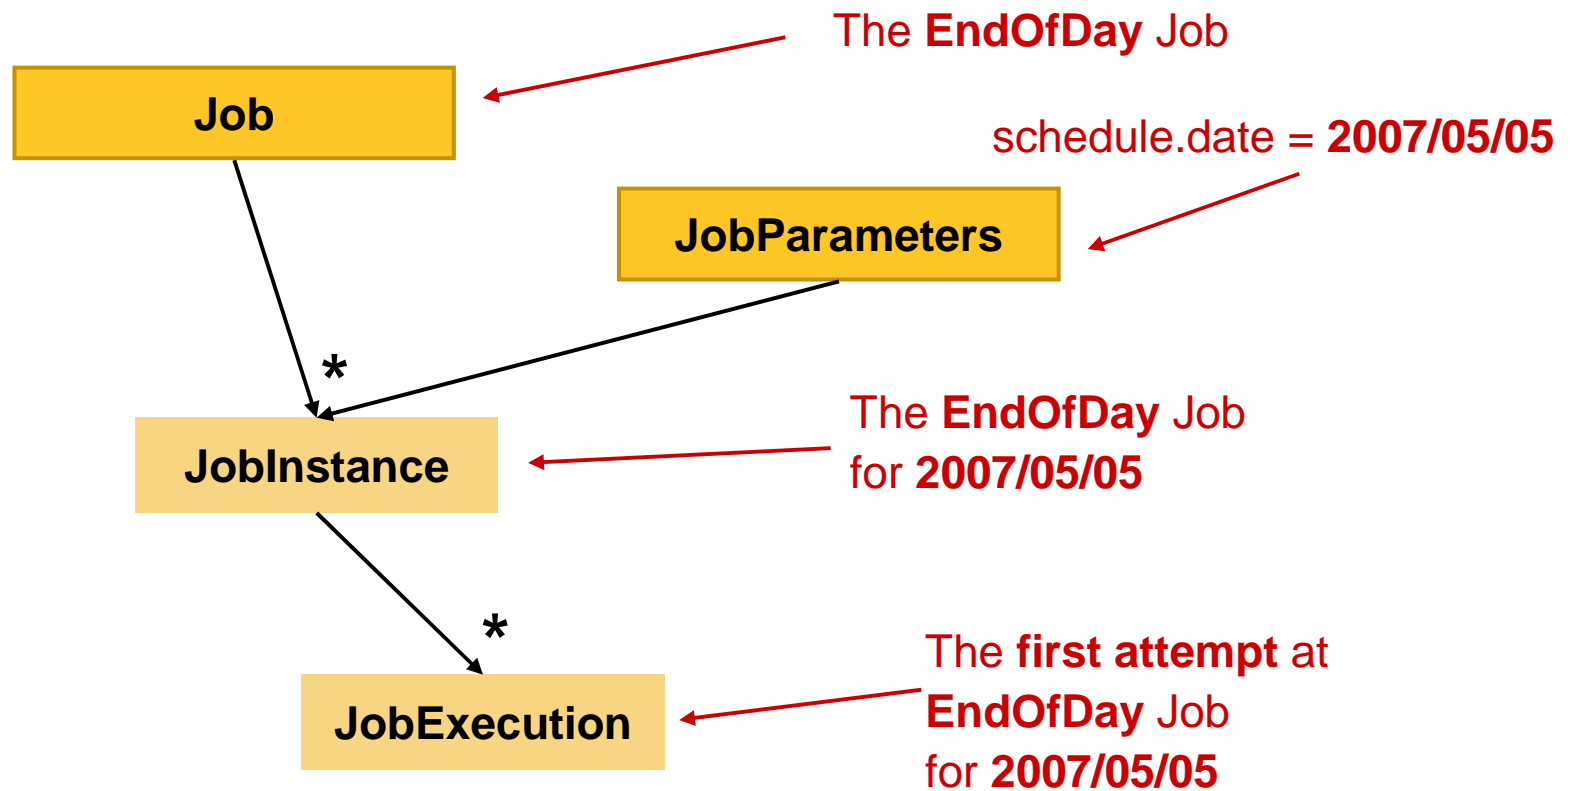 The EndOfDay Job
Job
schedule.date = 2007/05/05
JobParameters
*
The EndOfDay Job
for 2007/05/05
JobInstance
*
The first attempt at
EndOfDay Job
for 2007/05/05
JobExecution